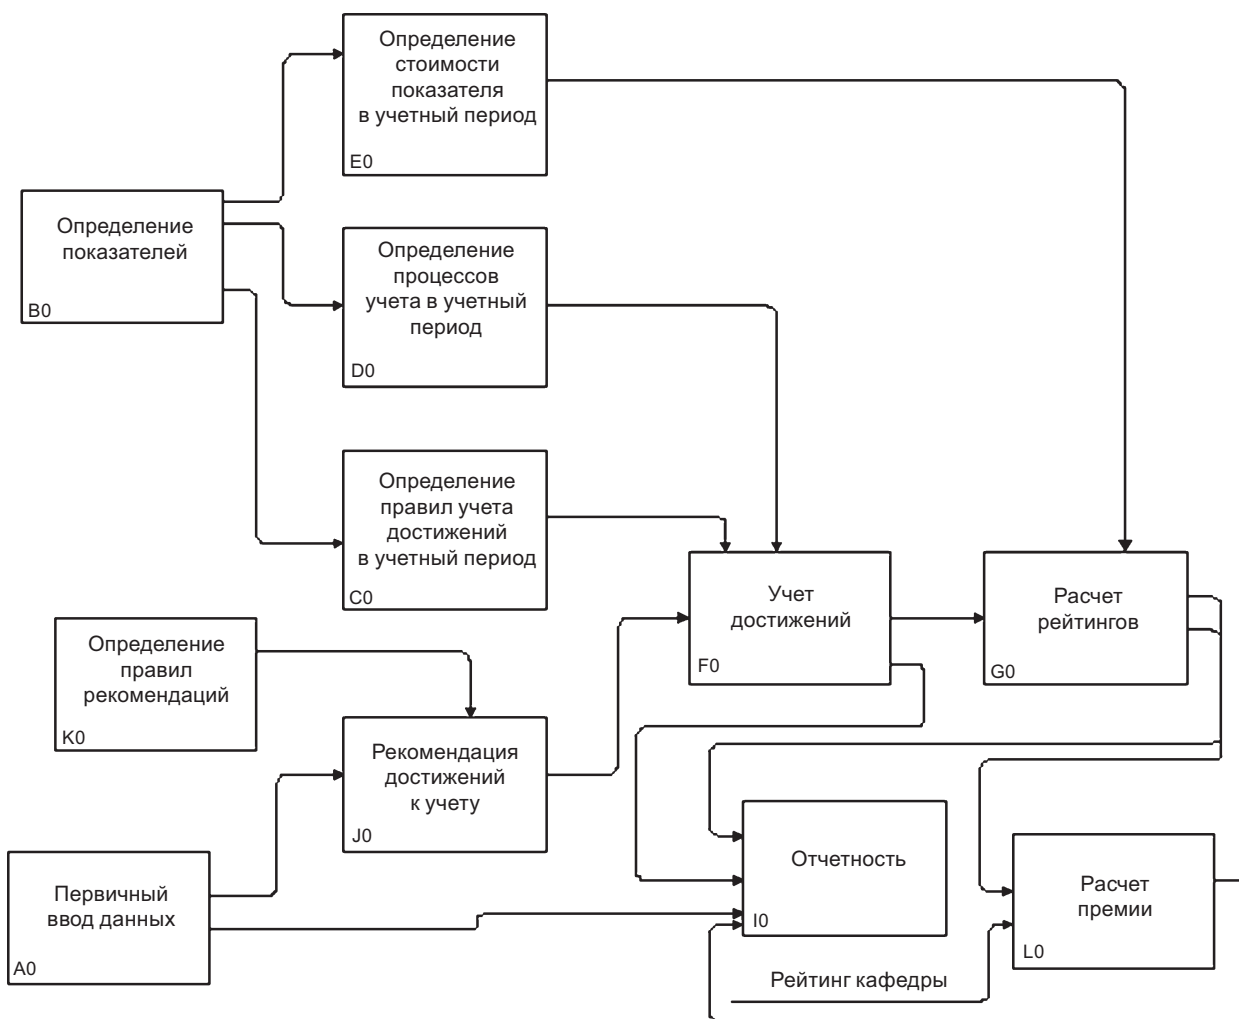 Определение
стоимости
показателя
в учетный период
E0
Определение
показателей
B0
Определение
процессов
учета в учетный
период
D0
Определение
правил учета
достижений
в учетный период
C0
Учет
достижений
F0
Расчет
рейтингов
G0
Определение
правил
рекомендаций
K0
Рекомендация
достижений
к учету
J0
Отчетность
I0
Расчет
премии
L0
Первичный
ввод данных
A0
Рейтинг кафедры